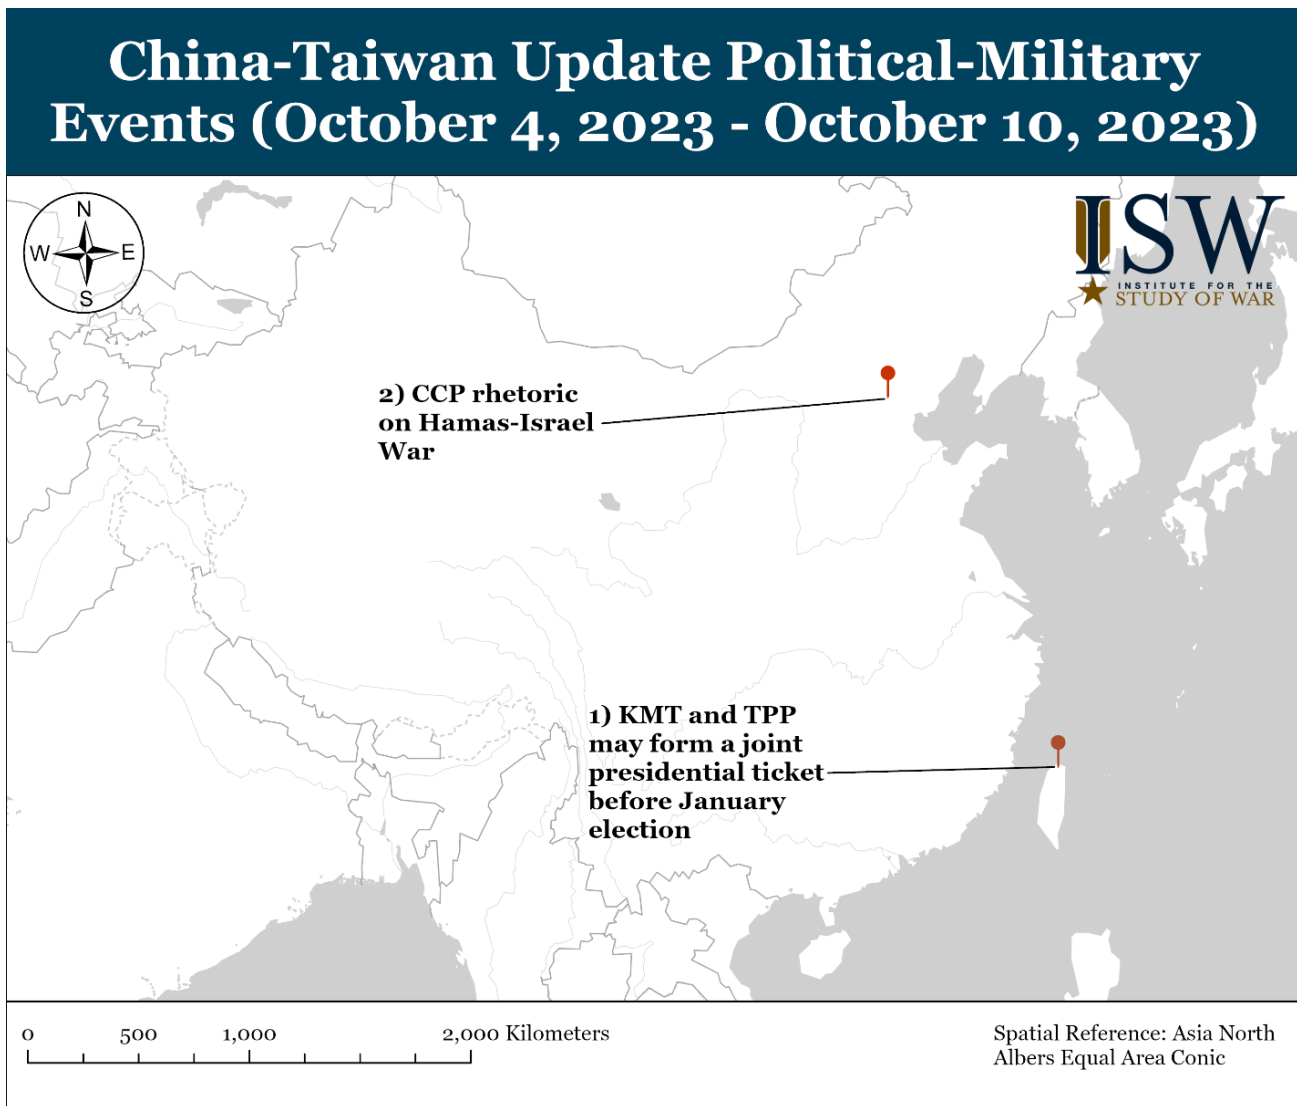 China-Taiwan Update Political-Military
Events (October 4, 2023 - October 10, 2023)
N
W
E
S
ISW
INSTITUTE FOR THE
STUDY OF WAR
2) CCP rhetoric
on Hamas-Israel
War
1) KMT and TPP
may form a joint
presidential ticket
before January
election
0 500 1,000 2,000 Kilometers
Spatial Reference: Asia North
Albers Equal Area Conic